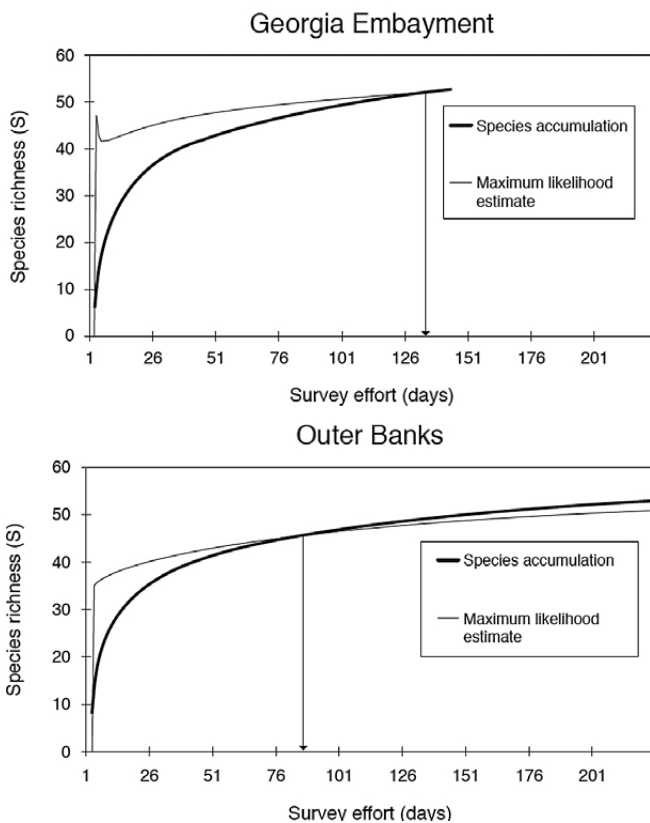 Georgia Embayment
60
50
40
30
20
10
0
Species richness (S)
Species accumulation
Maximum likelihood
estimate
1 26 51 76 101 126 151 176 201
Survey effort (days)
Outer Banks
60
50
40
30
20
10
0
Species richness (S)
Species accumulation
Maximum likelihood
estimate
1 26 51 76 101 126 151 176 201
Survey effort (days)